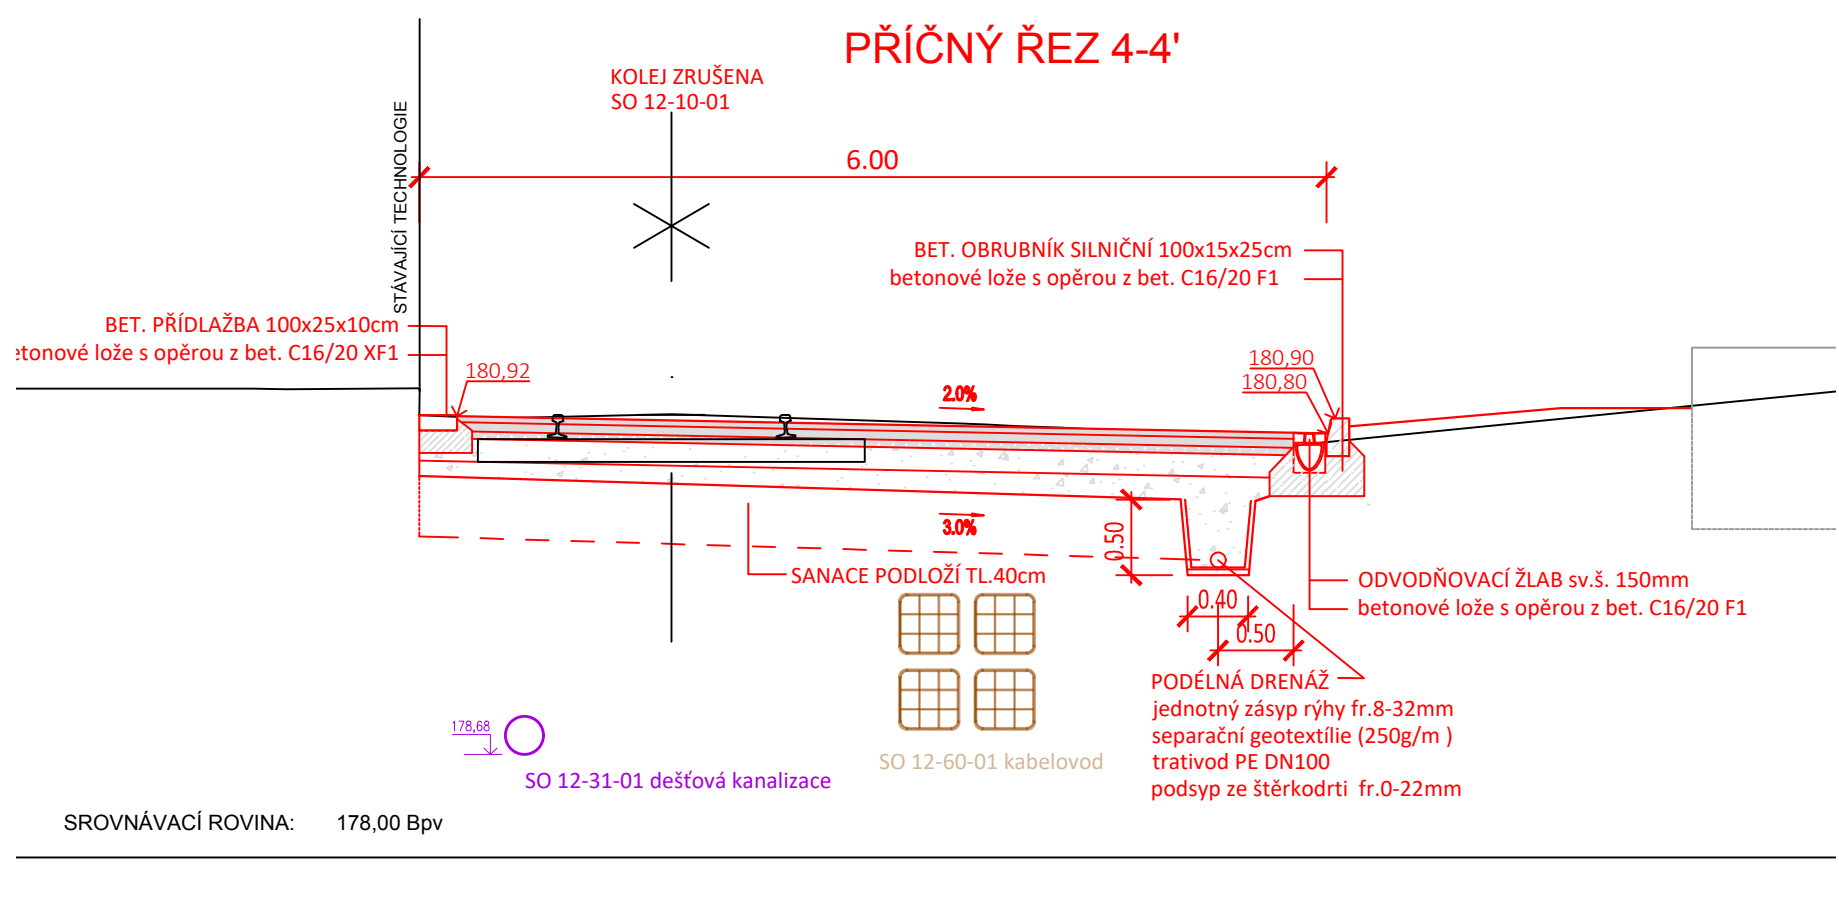 PŘÍČNÝ ŘEZ 4-4'
KOLEJ ZRUŠENA
SO 12-10-01
STÁVAJÍCÍ TECHNOLOGIE
6.00
BET. OBRUBNÍK SILNIČNÍ 100x15x25cm
betonové lože s opěrou z bet. C16/20 F1
BET. PŘÍDLAŽBA 100x25x10cm
etonové lože s opěrou z bet. C16/20 XF1
180,92
180,90
180,80
2.0%
3.0%
0.50
SANACE PODLOŽÍ TL.40cm
ODVODŇOVACÍ ŽLAB sv.š. 150mm
betonové lože s opěrou z bet. C16/20 F1
0.40
0.50
PODÉLNÁ DRENÁŽ
jednotný zásyp rýhy fr.8-32mm
separační geotextílie (250g/m )
trativod PE DN100
podsyp ze štěrkodrti fr.0-22mm
178,68
SO 12-31-01 dešťová kanalizace
SO 12-60-01 kabelovod
SROVNÁVACÍ ROVINA: 178,00 Bpv